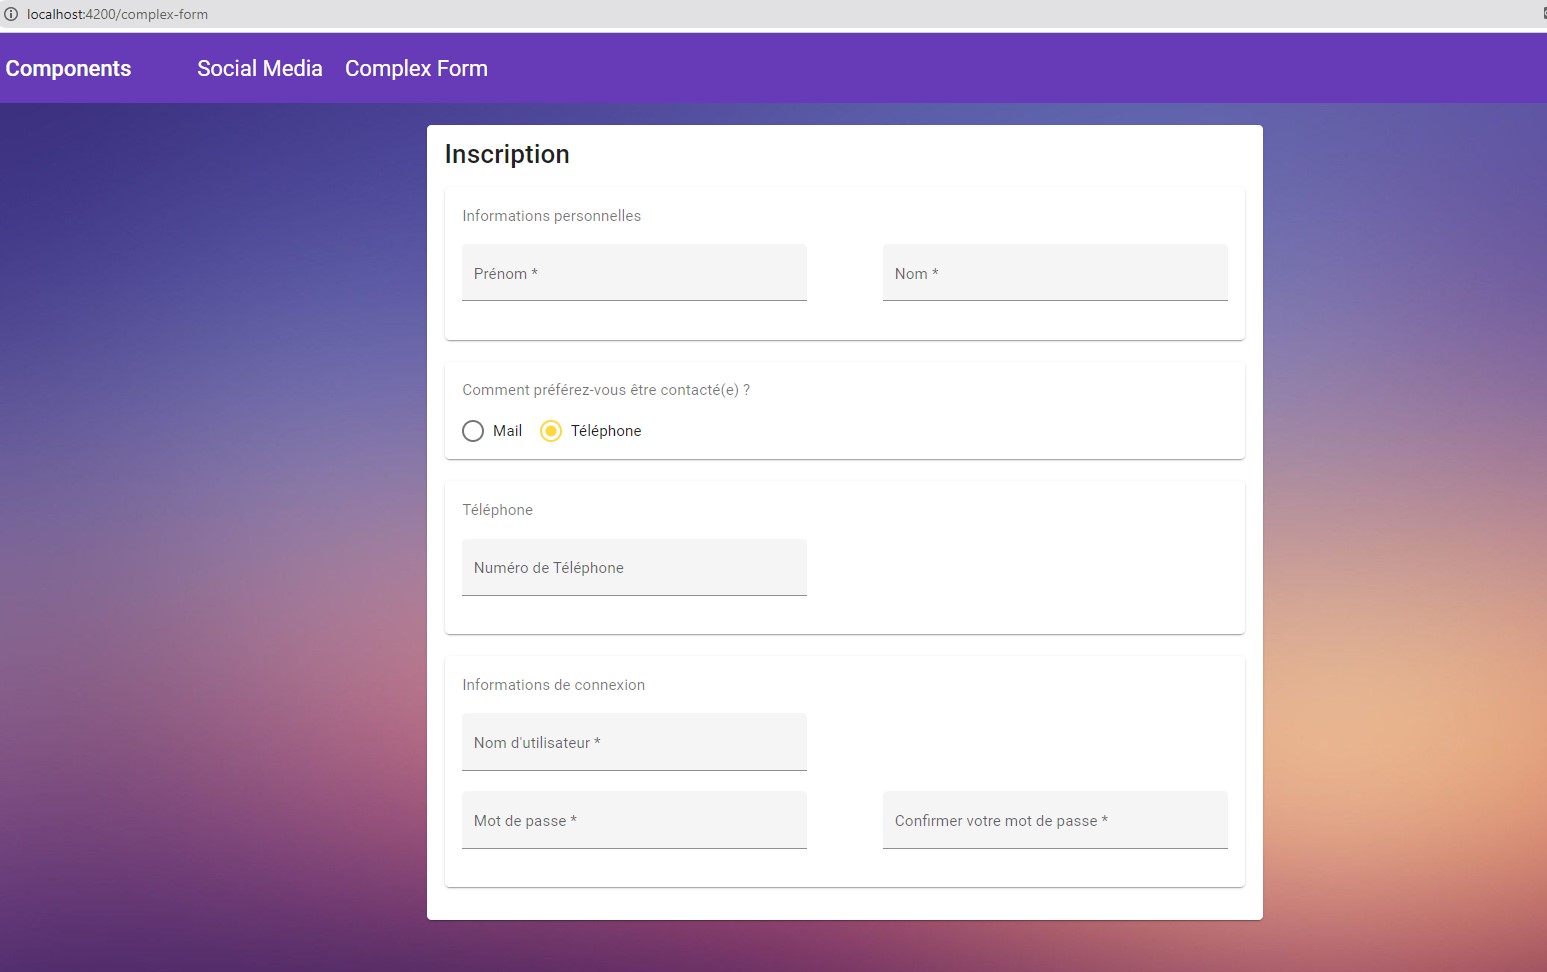 localhost:4200/complex-form
Components Social Media Complex Form
Inscription
Informations personnelles
Prénom * Nom *
Comment préférez-vous être contacté(e) ?
Mail Téléphone
Téléphone
Numéro de Téléphone
Informations de connexion
Nom d'utilisateur *
Mot de passe * Confirmer votre mot de passe *